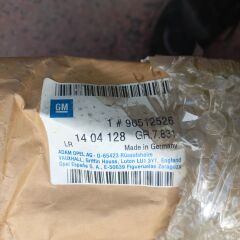 GM
1 # 90512526
LR 14 04 128 GR,7.831
Made in Germany
ADAM OPEL AG - D-65423 Rüsselsheim
VAUXHALL, Griffin House, Luton LU1 3YT, England
Opel España S. A., E-50639 Figueruelas Zaragoza